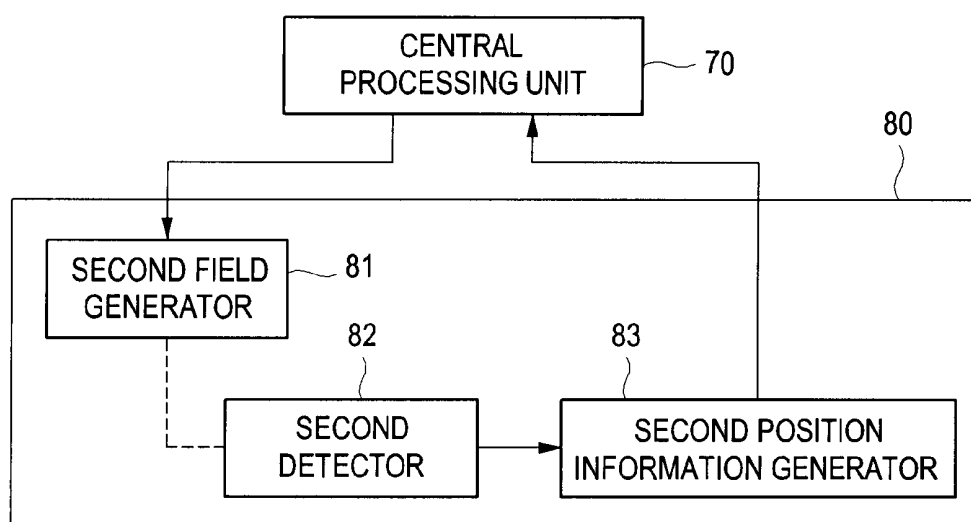 CENTRAL
PROCESSING UNIT
70
80
SECOND FIELD
GENERATOR
81
82
83
SECOND
DETECTOR
SECOND POSITION
INFORMATION GENERATOR